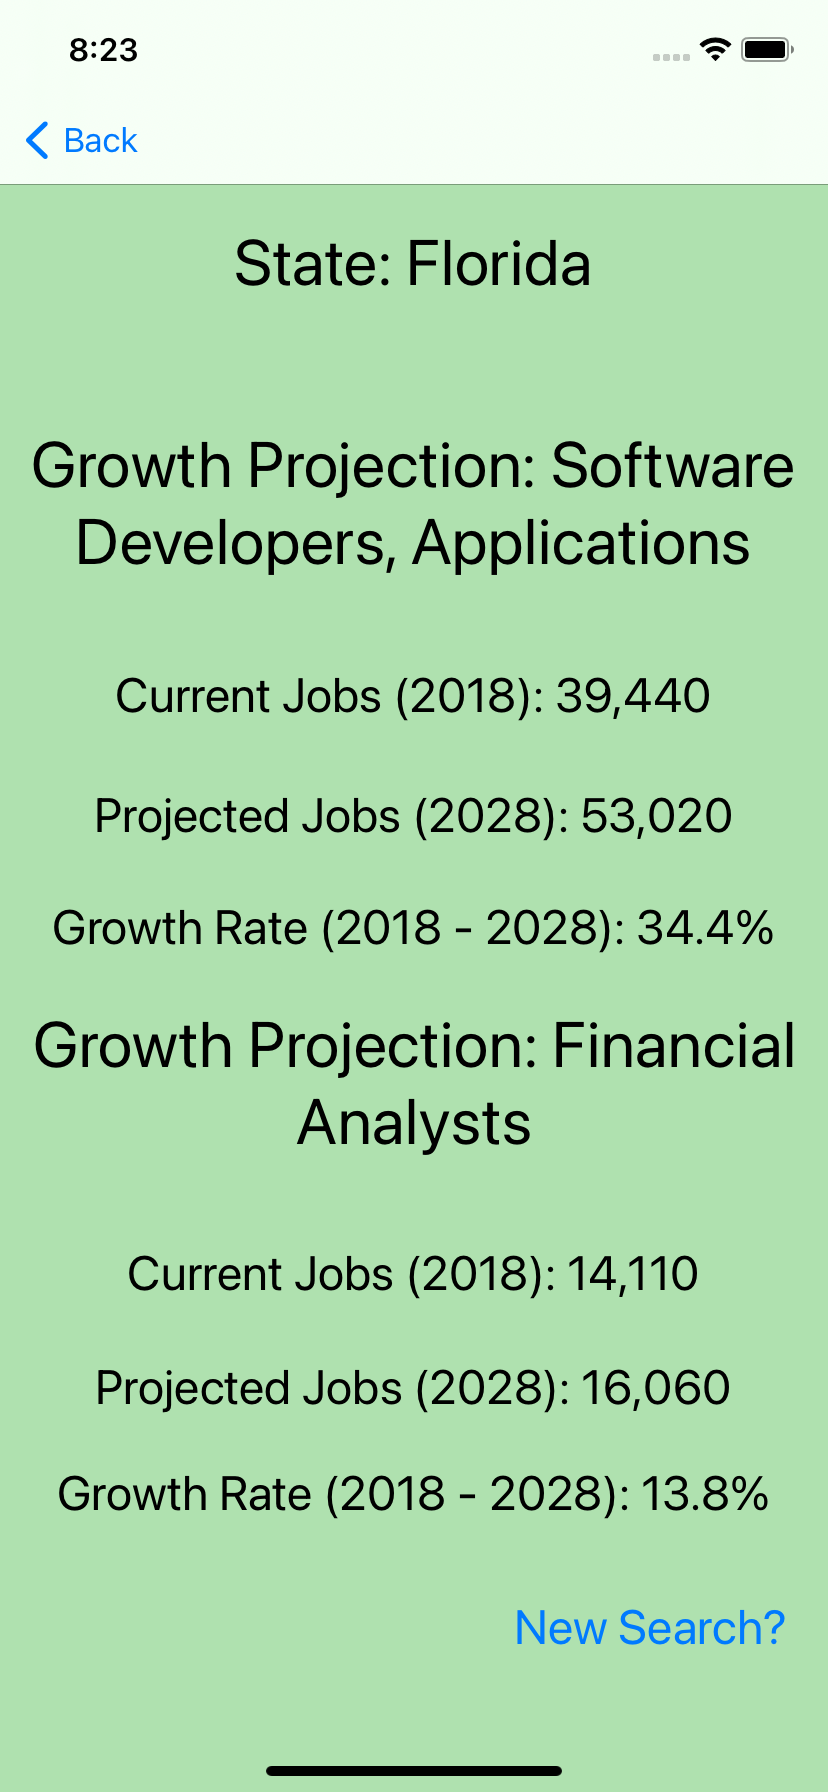 8:23
Back
State: Florida
Growth Projection: Software
Developers, Applications
Current Jobs (2018): 39,440
Projected Jobs (2028): 53,020
Growth Rate (2018 - 2028): 34.4%
Growth Projection: Financial
Analysts
Current Jobs (2018): 14,110
Projected Jobs (2028): 16,060
Growth Rate (2018 - 2028): 13.8%
New Search?